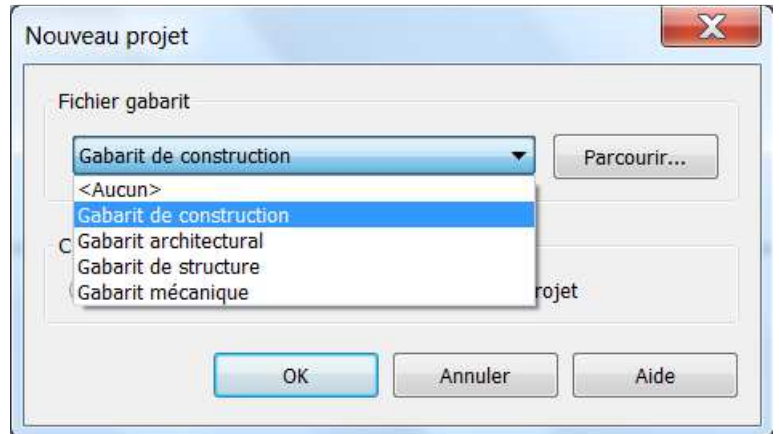 Nouveau projet
Fichier gabarit
Gabarit de construction
Parcourir...
<Aucun>
Gabarit de construction
Gabarit architectural
Gabarit de structure
Gabarit mécanique
OK
Annuler
Aide